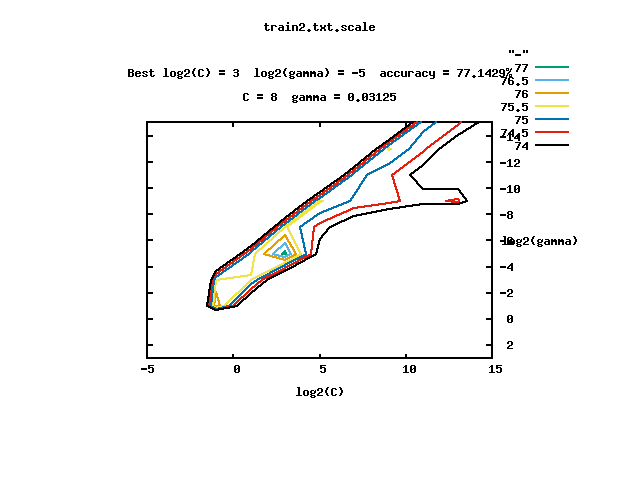 train2.txt.scale
"-"
Best log2(C) = 3  log2(gamma) = -5  accuracy = 77.1429%
77
76.5
C = 8  gamma = 0.03125
76
75.5
75
74.5
74
-14
-12
-10
-8
-6
log2(gamma)
-4
-2
0
2
-5 0 5 10 15
log2(C)